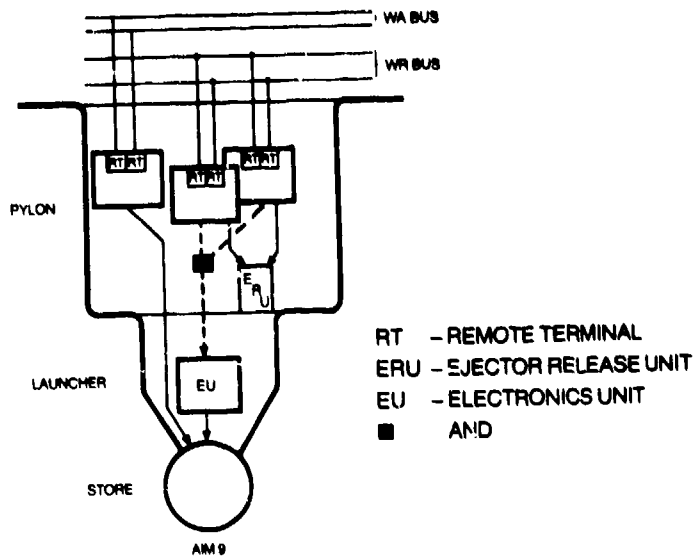 WA BUS
WR BUS
RT RT
RT RT
RT RT
PYLON
ERU
RT – REMOTE TERMINAL
ERU – EJECTOR RELEASE UNIT
LAUNCHER
EU
EU – ELECTRONICS UNIT
AND
STORE
AIM 9